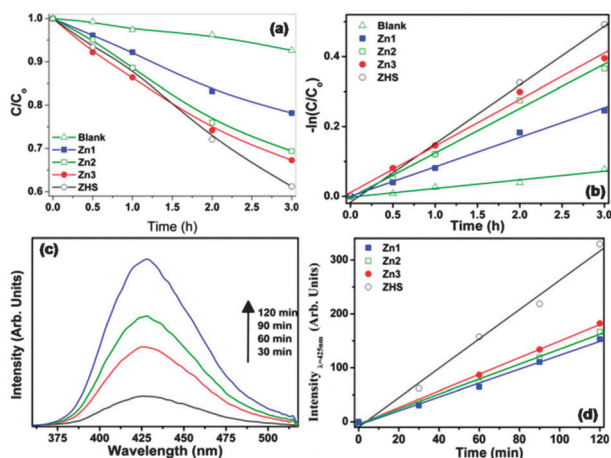 (a)
C/Co
1.0
0.9
0.8
0.7
0.6
Blank
Zn1
Zn2
Zn3
ZHS
0.0 0.5 1.0 1.5 2.0 2.5 3.0
Time (h)
(b)
-ln(C/Co)
0.4
0.2
0.0
Blank
Zn1
Zn2
Zn3
ZHS
0.0 0.5 1.0 1.5 2.0 2.5 3.0
Time (h)
(c)
Intensity (Arb. Units)
120 min
90 min
60 min
30 min
375 400 425 450 475 500
Wavelength (nm)
(d)
Intensity λ=425nm (Arb. Units)
300
200
100
0
Zn1
Zn2
Zn3
ZHS
0 20 40 60 80 100 120
Time (min)